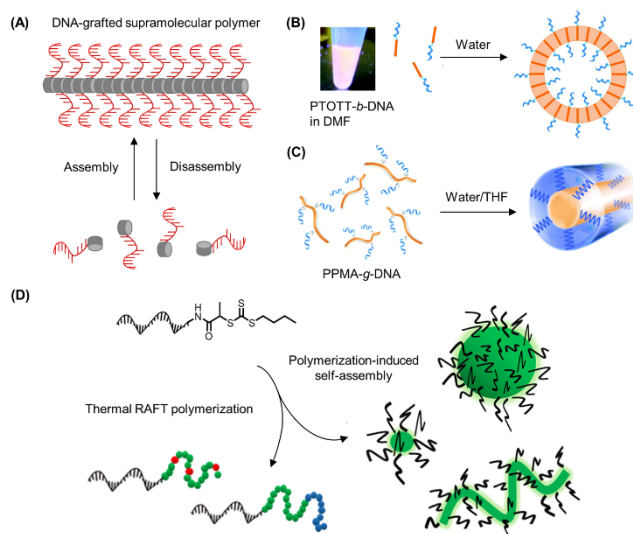 (A)
DNA-grafted supramolecular polymer
Assembly
Disassembly
(B)
PTOTT-b-DNA
in DMF
Water
(C)
PPMA-g-DNA
Water/THF
(D)
N
H
O
S
S
S
Polymerization-induced
self-assembly
Thermal RAFT polymerization